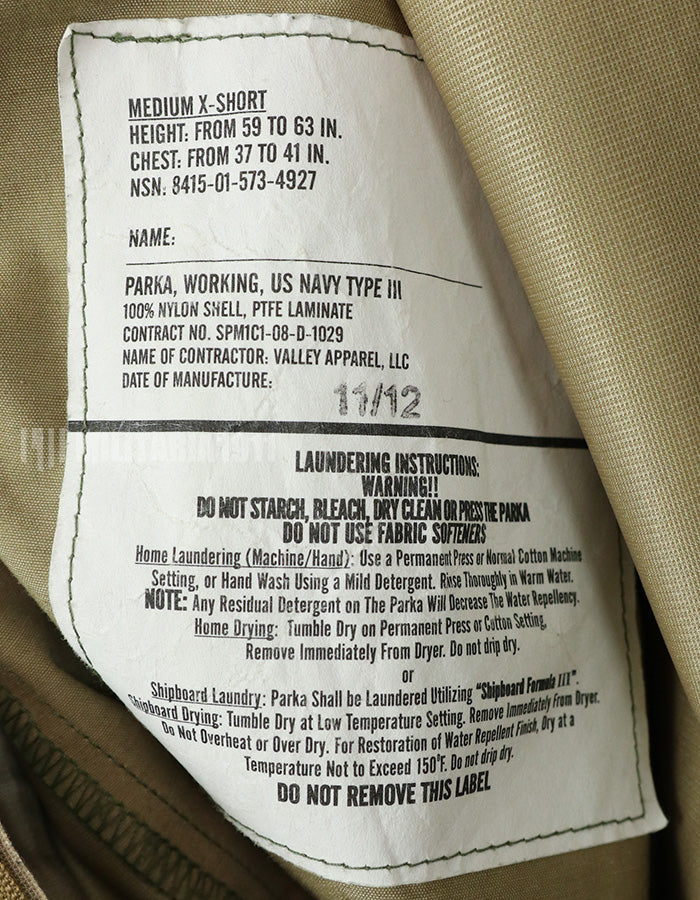 MEDIUM X-SHORT
HEIGHT: FROM 59 TO 63 IN.
CHEST: FROM 37 TO 41 IN.
NSN: 8415-01-573-4927
NAME:
PARKA, WORKING, US NAVY TYPE III
100% NYLON SHELL, PTFE LAMINATE
CONTRACT NO. SPM1C1-08-D-1029
NAME OF CONTRACTOR: VALLEY APPAREL, LLC
DATE OF MANUFACTURE: 11/12
LAUNDERING INSTRUCTIONS:
WARNING!!
DO NOT STARCH, BLEACH, DRY CLEAN OR PRESS THE PARKA
DO NOT USE FABRIC SOFTENERS
Home Laundering (Machine/Hand): Use a Permanent Press or Normal Cotton Machine
Setting, or Hand Wash Using a Mild Detergent. Rinse Thoroughly in Warm Water.
NOTE: Any Residual Detergent on The Parka Will Decrease The Water Repellency.
Home Drying: Tumble Dry on Permanent Press or Cotton Setting,
Remove Immediately From Dryer. Do not drip dry.
or
Shipboard Laundry: Parka Shall be Laundered Utilizing "Shipboard Formula III".
Shipboard Drying: Tumble Dry at Low Temperature Setting. Remove Immediately From Dryer.
Do Not Overheat or Over Dry. For Restoration of Water Repellent Finish, Dry at a
Temperature Not to Exceed 150°F. Do not drip dry.
DO NOT REMOVE THIS LABEL